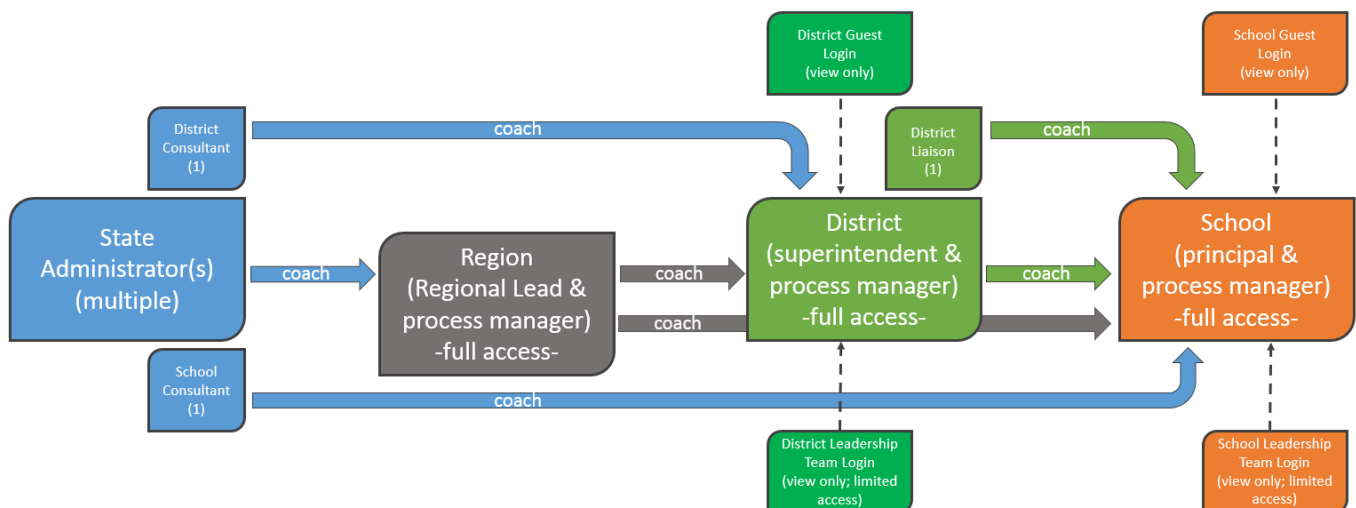 District Guest
Login
(view only)
School Guest
Login
(view only)
District
Consultant
(1)
coach
District
Liaison
(1)
coach
State
Administrator(s)
(multiple)
coach
Region
(Regional Lead &
process manager)
-full access-
coach
coach
District
(superintendent &
process manager)
-full access-
coach
School
(principal &
process manager)
-full access-
School
Consultant
(1)
coach
District Leadership
Team Login
(view only; limited
access)
School Leadership
Team Login
(view only; limited
access)